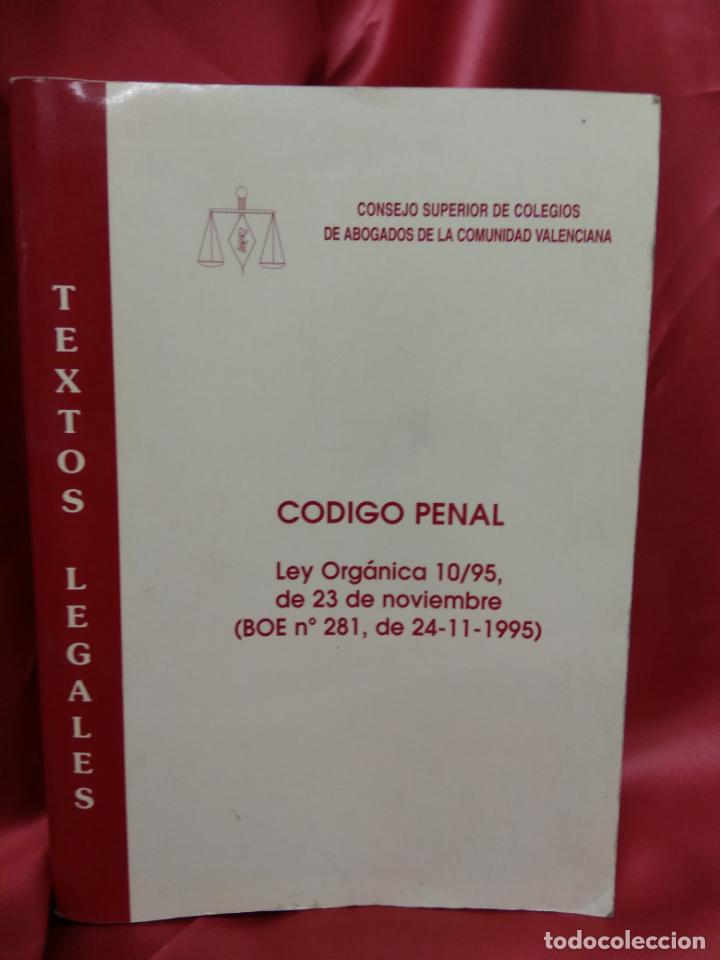 CONSEJO SUPERIOR DE COLEGIOS
DE ABOGADOS DE LA COMUNIDAD VALENCIANA
TEXTOS LEGALES
CODIGO PENAL
Ley Orgánica 10/95,
de 23 de noviembre
(BOE n° 281, de 24-11-1995)
todocoleccion